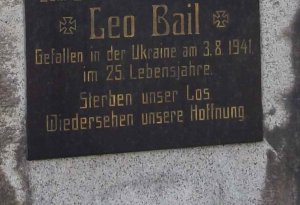 Leo Bail
Gefallen in der Ukraine am 3.8.1941.
im 25. Lebensjahre.
Sterben unser Los
Wiedersehen unsere Hoffnung